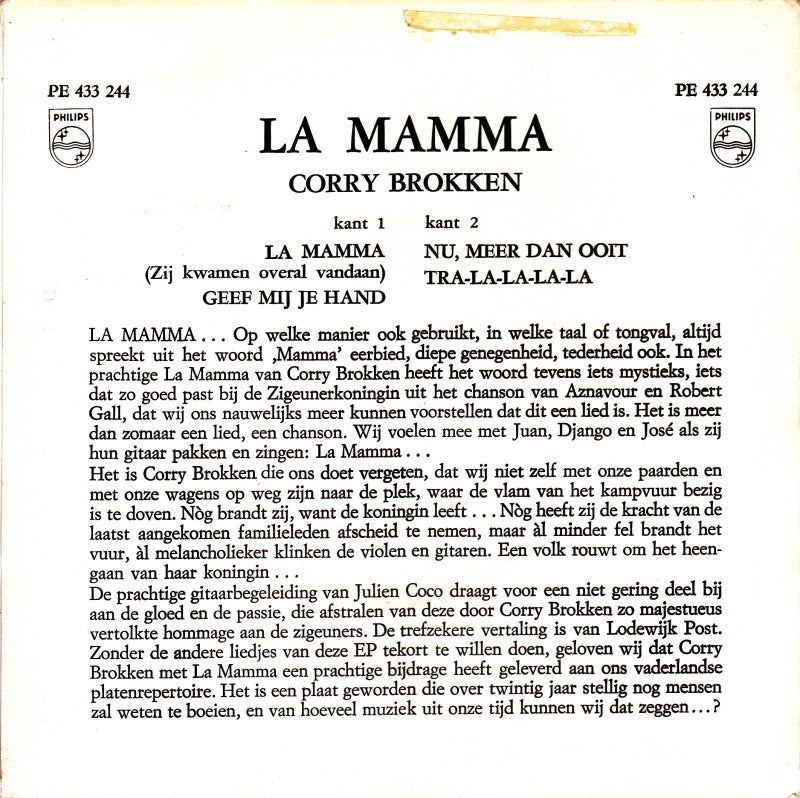 PE 433 244
PE 433 244
PHILIPS
PHILIPS
LA MAMMA
CORRY BROKKEN
kant 1
LA MAMMA
(Zij kwamen overal vandaan)
GEEF MIJ JE HAND
kant 2
NU, MEER DAN OOIT
TRA-LA-LA-LA-LA
LA MAMMA... Op welke manier ook gebruikt, in welke taal of tongval, altijd
spreekt uit het woord ‚Mamma’ eerbied, diepe genegenheid, tederheid ook. In het
prachtige La Mamma van Corry Brokken heeft het woord tevens iets mystieks, iets
dat zo goed past bij de Zigeunerkoningin uit het chanson van Aznavour en Robert
Gall, dat wij ons nauwelijks meer kunnen voorstellen dat dit een lied is. Het is meer
dan zomaar een lied, een chanson. Wij voelen mee met Juan, Django en José als zij
hun gitaar pakken en zingen: La Mamma...
Het is Corry Brokken die ons doet vergeten, dat wij niet zelf met onze paarden en
met onze wagens op weg zijn naar de plek, waar de vlam van het kampvuur bezig
is te doven. Nòg brandt zij, want de koningin leeft... Nòg heeft zij de kracht van de
laatst aangekomen familieleden afscheid te nemen, maar àl minder fel brandt het
vuur, àl melancholieker klinken de violen en gitaren. Een volk rouwt om het heen-
gaan van haar koningin...
De prachtige gitaarbegeleiding van Julien Coco draagt voor een niet gering deel bij
aan de gloed en de passie, die afstralen van deze door Corry Brokken zo majestueus
vertolkte hommage aan de zigeuners. De trefzekere vertaling is van Lodewijk Post.
Zonder de andere liedjes van deze EP tekort te willen doen, geloven wij dat Corry
Brokken met La Mamma een prachtige bijdrage heeft geleverd aan ons vaderlandse
platenrepertoire. Het is een plaat geworden die over twintig jaar stellig nog mensen
zal weten te boeien, en van hoeveel muziek uit onze tijd kunnen wij dat zeggen...?